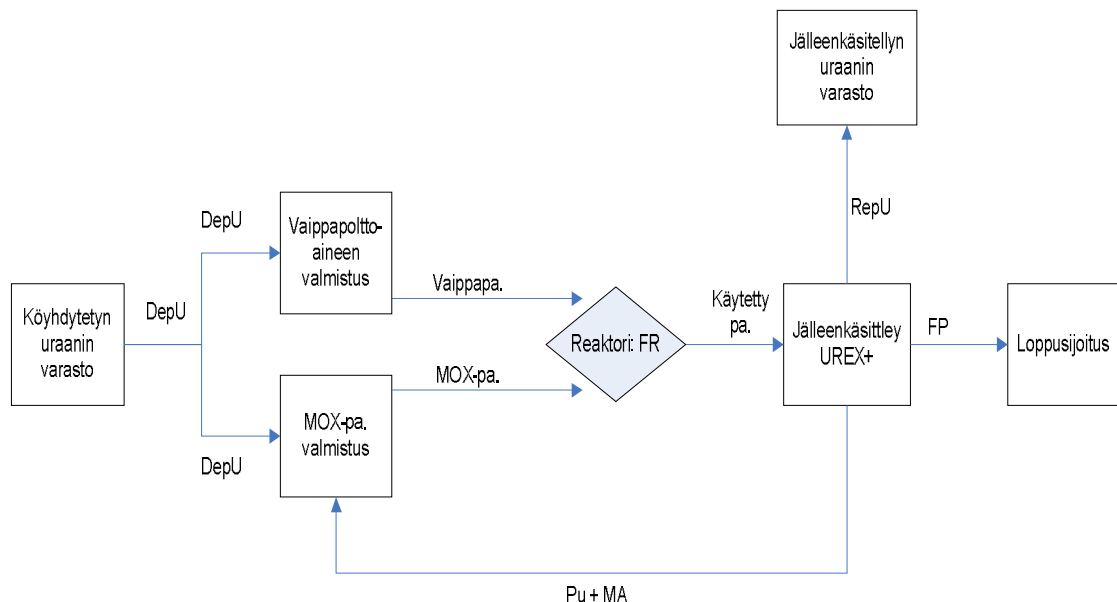 Jälleenkäsitellyn
uraanin
varasto
DepU
Vaippapoltto-
aineen
valmistus
RepU
Köyhdytetyn
uraanin
varasto
DepU
Vaippapa.
Reaktori: FR
Käytetty
pa.
Jälleenkäsittley
UREX+
FP
Loppusijoitus
MOX-pa.
MOX-pa.
valmistus
DepU
Pu + MA